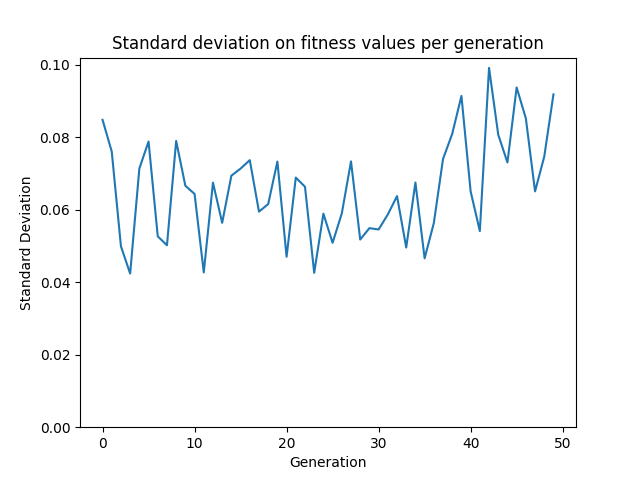 Standard deviation on fitness values per generation
Standard Deviation
0.10
0.08
0.06
0.04
0.02
0.00
0 10 20 30 40 50
Generation